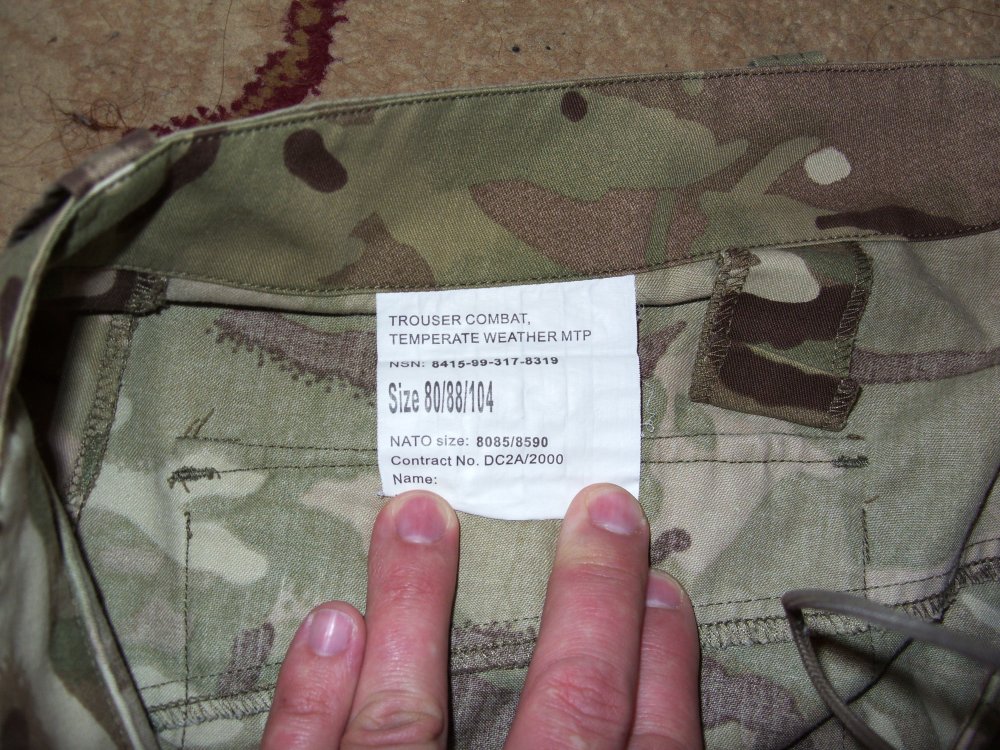 TROUSER COMBAT,
TEMPERATE WEATHER MTP
NSN: 8415-99-317-8319
Size 80/88/104
NATO size: 8085/8590
Contract No. DC2A/2000
Name: